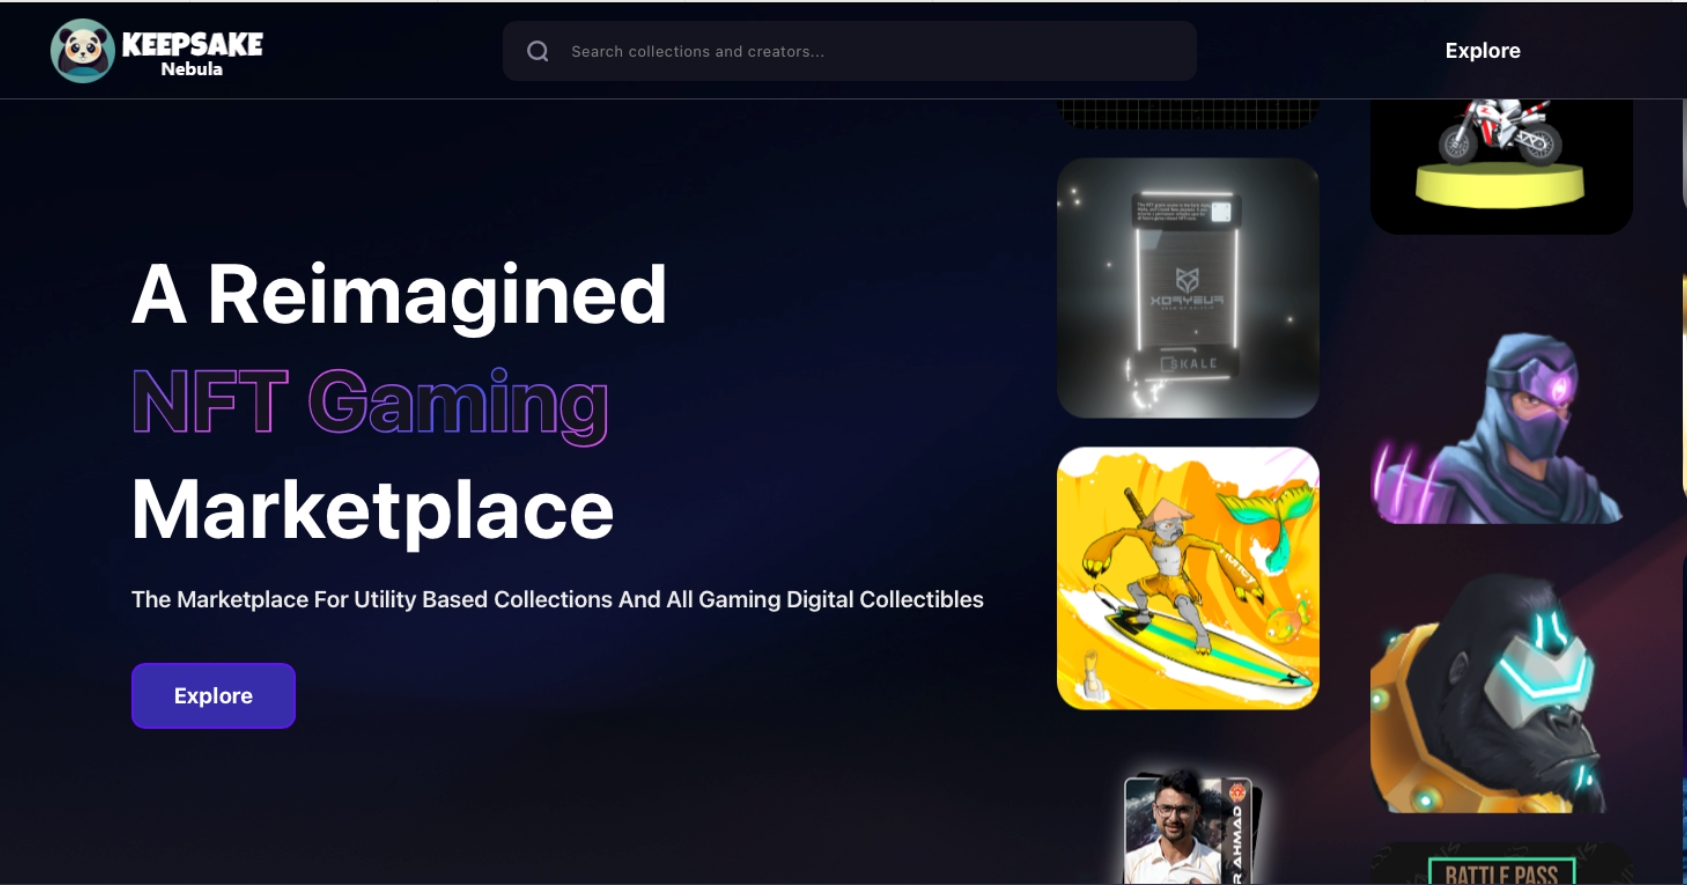 KEEPSAKE
Nebula
Search collections and creators...
Explore
A Reimagined
NFT Gaming
Marketplace
The Marketplace For Utility Based Collections And All Gaming Digital Collectibles
Explore
SKALE
R AHMAD
BATTLE PASS